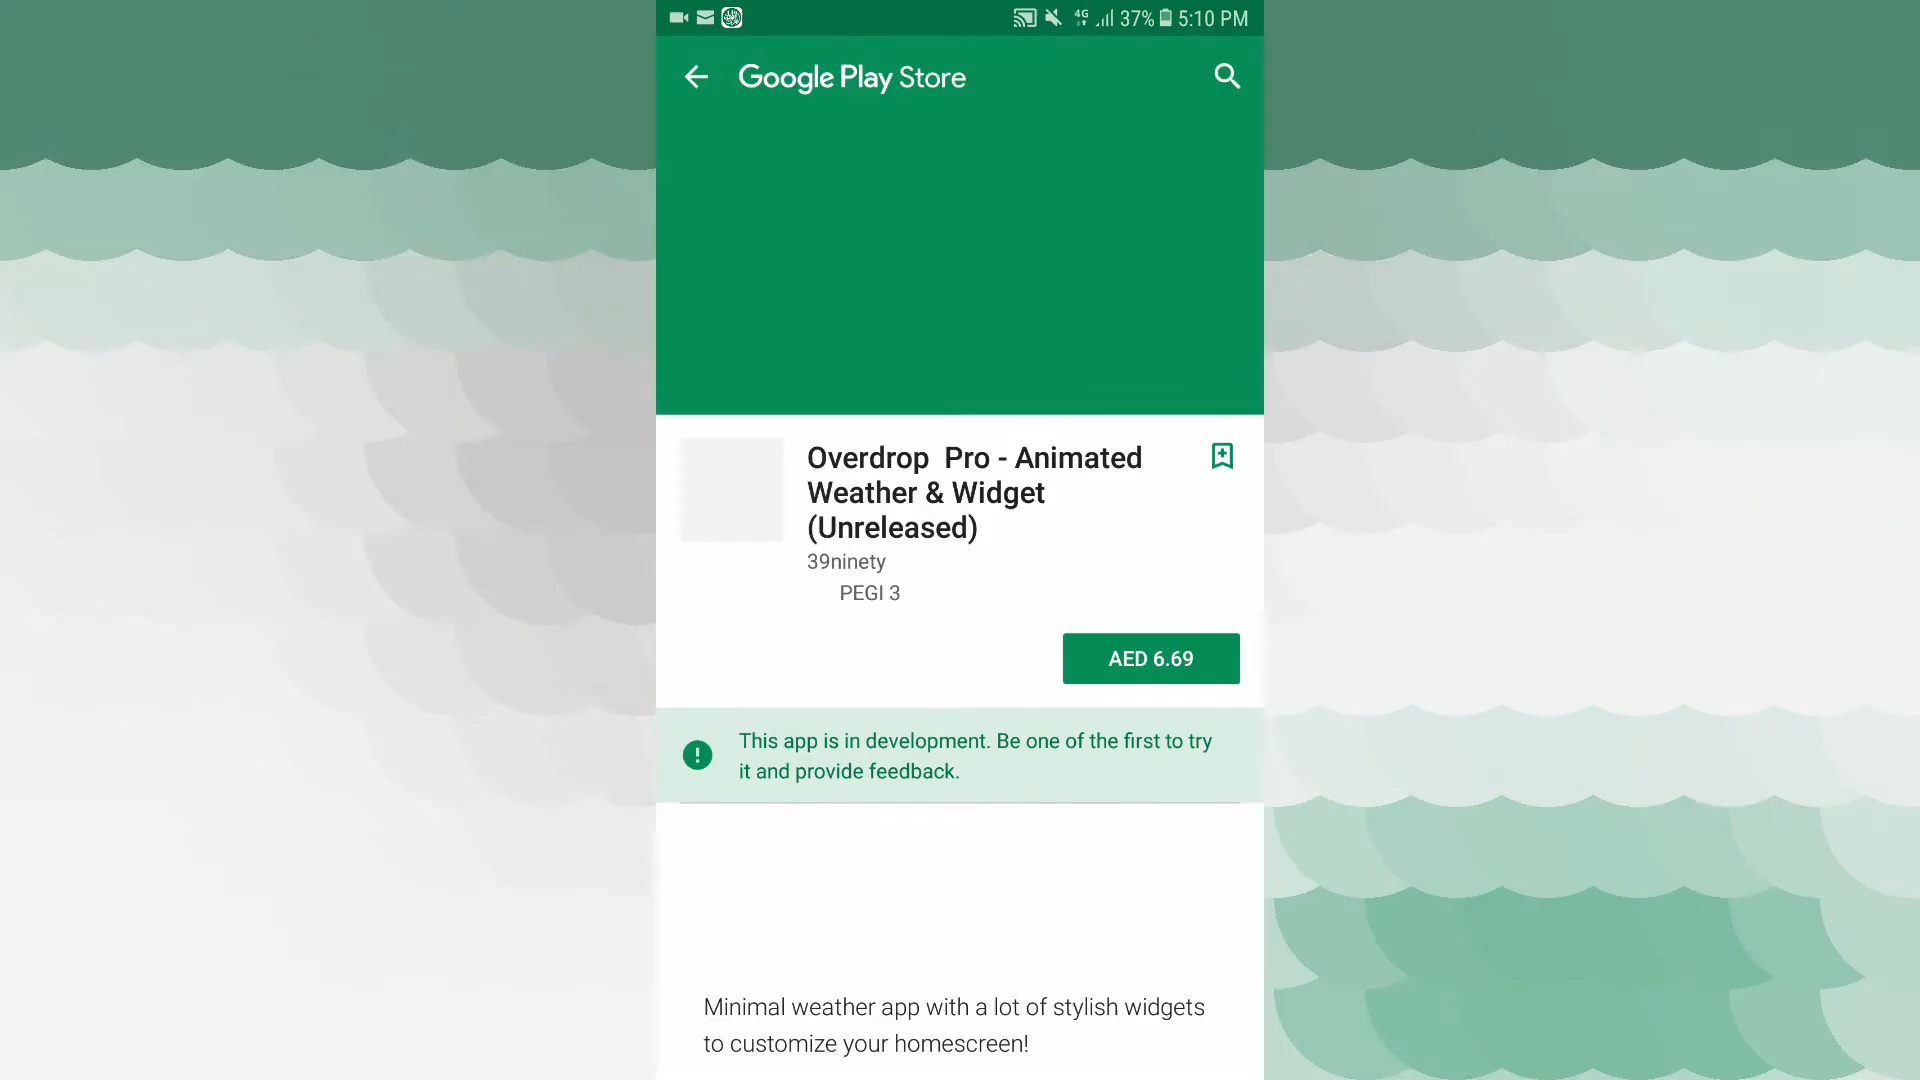 4G 37% 5:10 PM
Google Play Store
Overdrop Pro - Animated
Weather & Widget
(Unreleased)
39ninety
PEGI 3
AED 6.69
This app is in development. Be one of the first to try
it and provide feedback.
Minimal weather app with a lot of stylish widgets
to customize your homescreen!